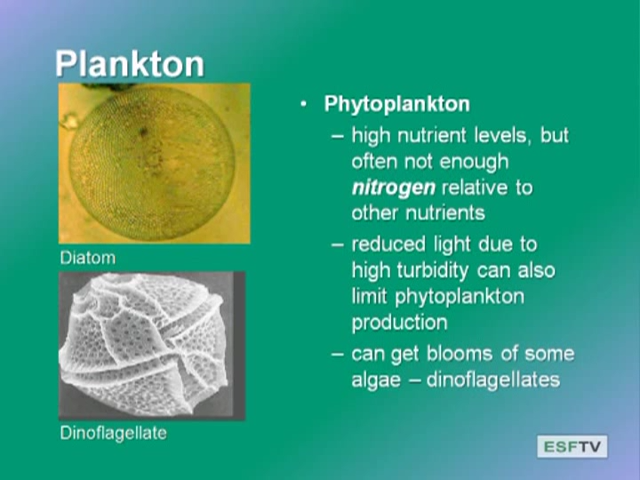 Plankton
Diatom
Dinoflagellate
• Phytoplankton
– high nutrient levels, but
often not enough
nitrogen relative to
other nutrients
– reduced light due to
high turbidity can also
limit phytoplankton
production
– can get blooms of some
algae – dinoflagellates
ESFTV